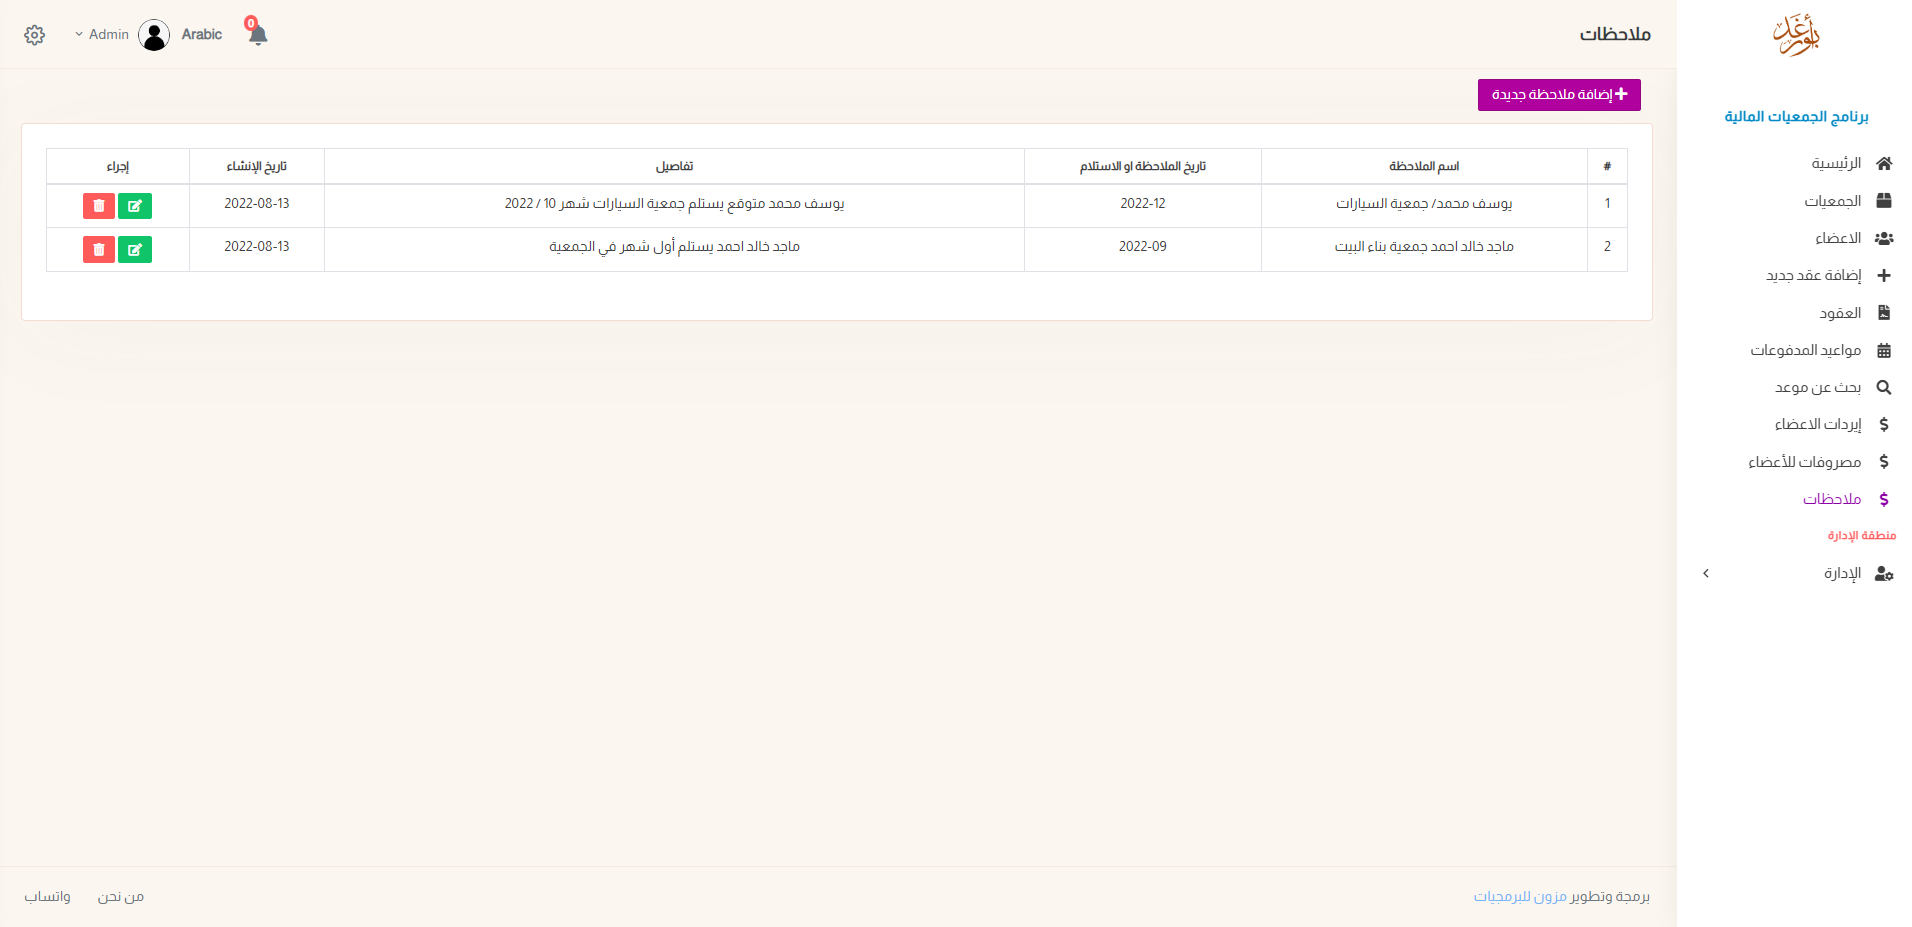 ملاحظات
0
Arabic
Admin
برنامج الجمعيات المالية
الرئيسية
الجمعيات
الاعضاء
إضافة عقد جديد
العقود
مواعيد المدفوعات
بحث عن موعد
إيردات الاعضاء
مصروفات للأعضاء
ملاحظات
منطقة الإدارة
الإدارة
إضافة ملاحظة جديدة
# اسم الملاحظة تاريخ الملاحظة او الاستلام تفاصيل تاريخ الإنشاء إجراء
1 يوسف محمد/ جمعية السيارات 2022-12 يوسف محمد متوقع يستلم جمعية السيارات شهر 10 / 2022 2022-08-13
2 ماجد خالد احمد جمعية بناء البيت 2022-09 ماجد خالد احمد يستلم أول شهر في الجمعية 2022-08-13
برمجة وتطوير مزون للبرمجيات
من نحن
واتساب